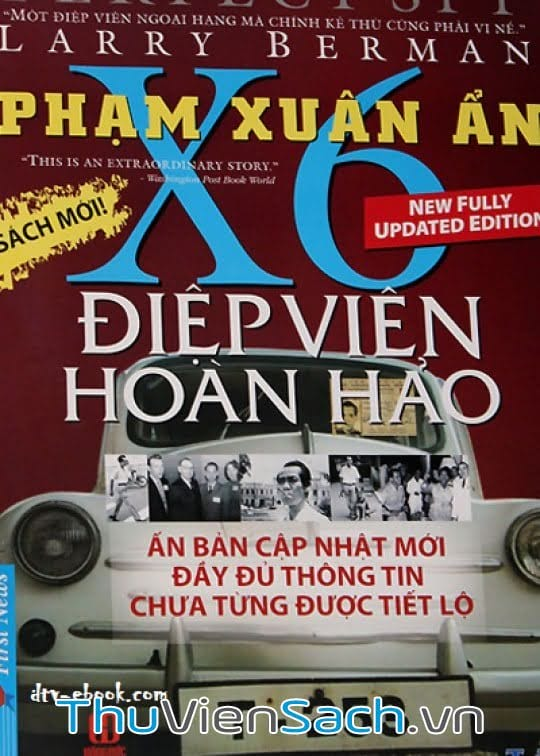 PERFECT SPY
"MỘT ĐIỆP VIÊN NGOẠI HẠNG MÀ CHÍNH KẺ THÙ CŨNG PHẢI VỊ NỂ."
LARRY BERMAN
X6
PHẠM XUÂN ẨN
"THIS IS AN EXTRAORDINARY STORY."
- Washington Post Book World
SÁCH MỚI!
NEW FULLY
UPDATED EDITION
ĐIỆP VIÊN
HOÀN HẢO
ẤN BẢN CẬP NHẬT MỚI
ĐẦY ĐỦ THÔNG TIN
CHƯA TỪNG ĐƯỢC TIẾT LỘ
First News
dtv-ebook.com
ThuVienSach.vn